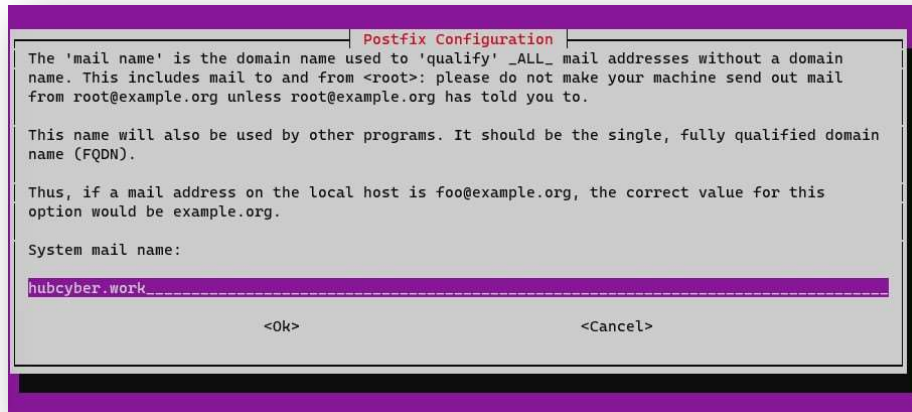 Postfix Configuration
The 'mail name' is the domain name used to 'qualify' _ALL_ mail addresses without a domain
name. This includes mail to and from <root>: please do not make your machine send out mail
from root@example.org unless root@example.org has told you to.
This name will also be used by other programs. It should be the single, fully qualified domain
name (FQDN).
Thus, if a mail address on the local host is foo@example.org, the correct value for this
option would be example.org.
System mail name:
hubcyber.work
<Ok> <Cancel>